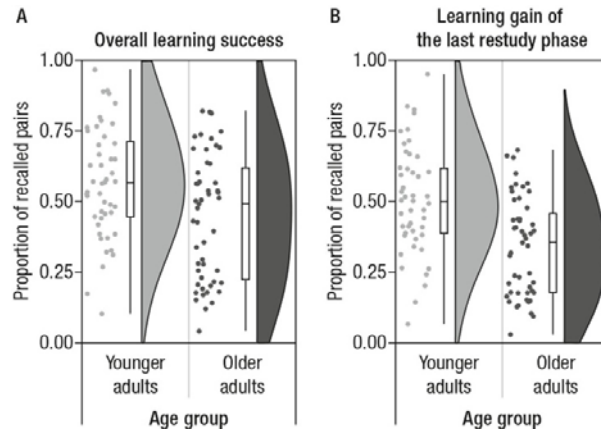 A
Overall learning success
Proportion of recalled pairs
1.00
0.75
0.50
0.25
0.00
Younger
adults
Older
adults
Age group
B
Learning gain of
the last restudy phase
Proportion of recalled pairs
1.00
0.75
0.50
0.25
0.00
Younger
adults
Older
adults
Age group